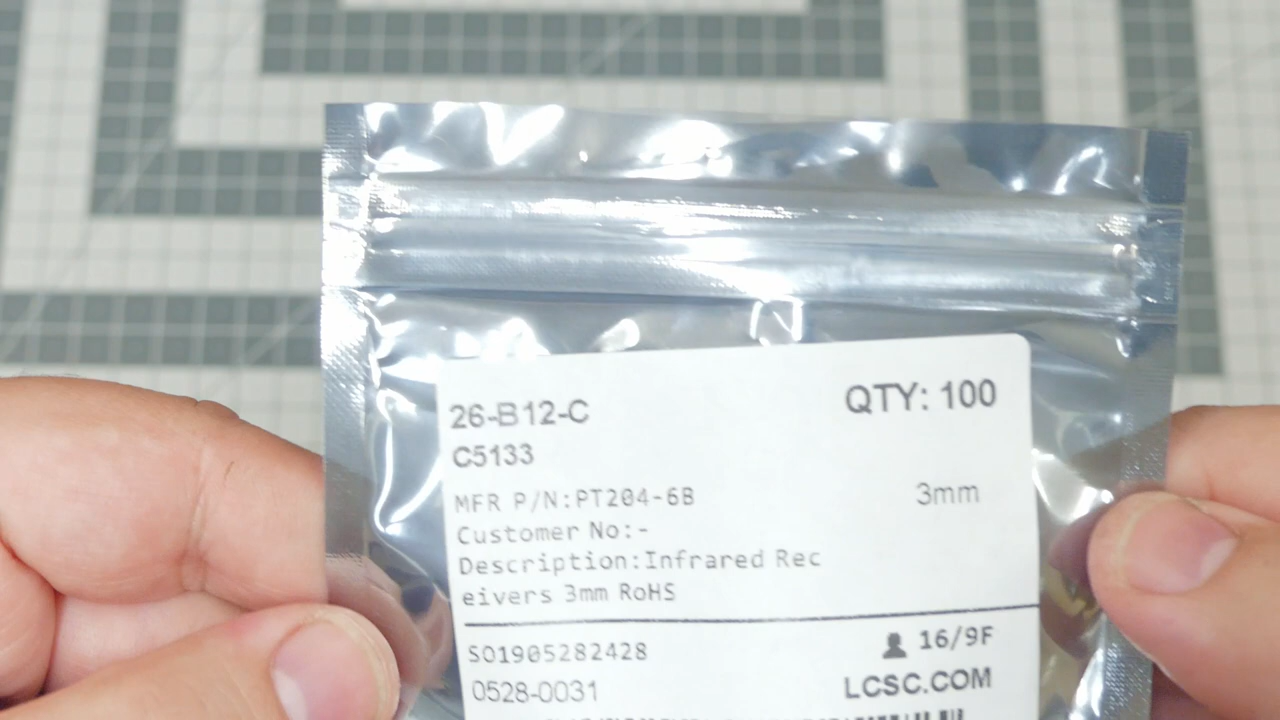 26-B12-C
QTY: 100
C5133
MFR P/N:PT204-6B
3mm
Customer No:-
Description:Infrared Rec
eivers 3mm RoHS
SO1905282428
16/9F
0528-0031
LCSC.COM